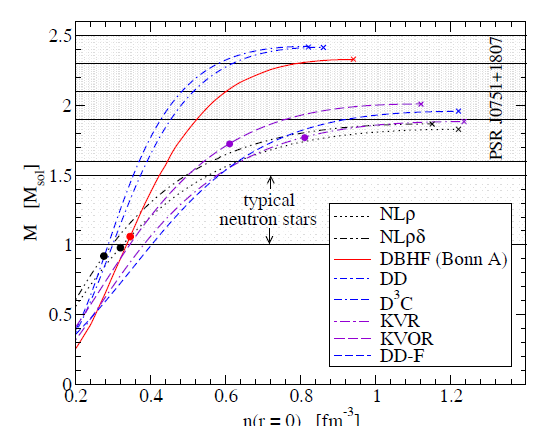 2.5
2
1.5
1
0.5
0
0.2
0.4
0.6
0.8
1
1.2
M [M_sol]
n(r = 0) [fm⁻³]
PSR J0751+1807
typical
neutron stars
NLρ
NLρδ
DBHF (Bonn A)
DD
D³C
KVR
KVOR
DD-F